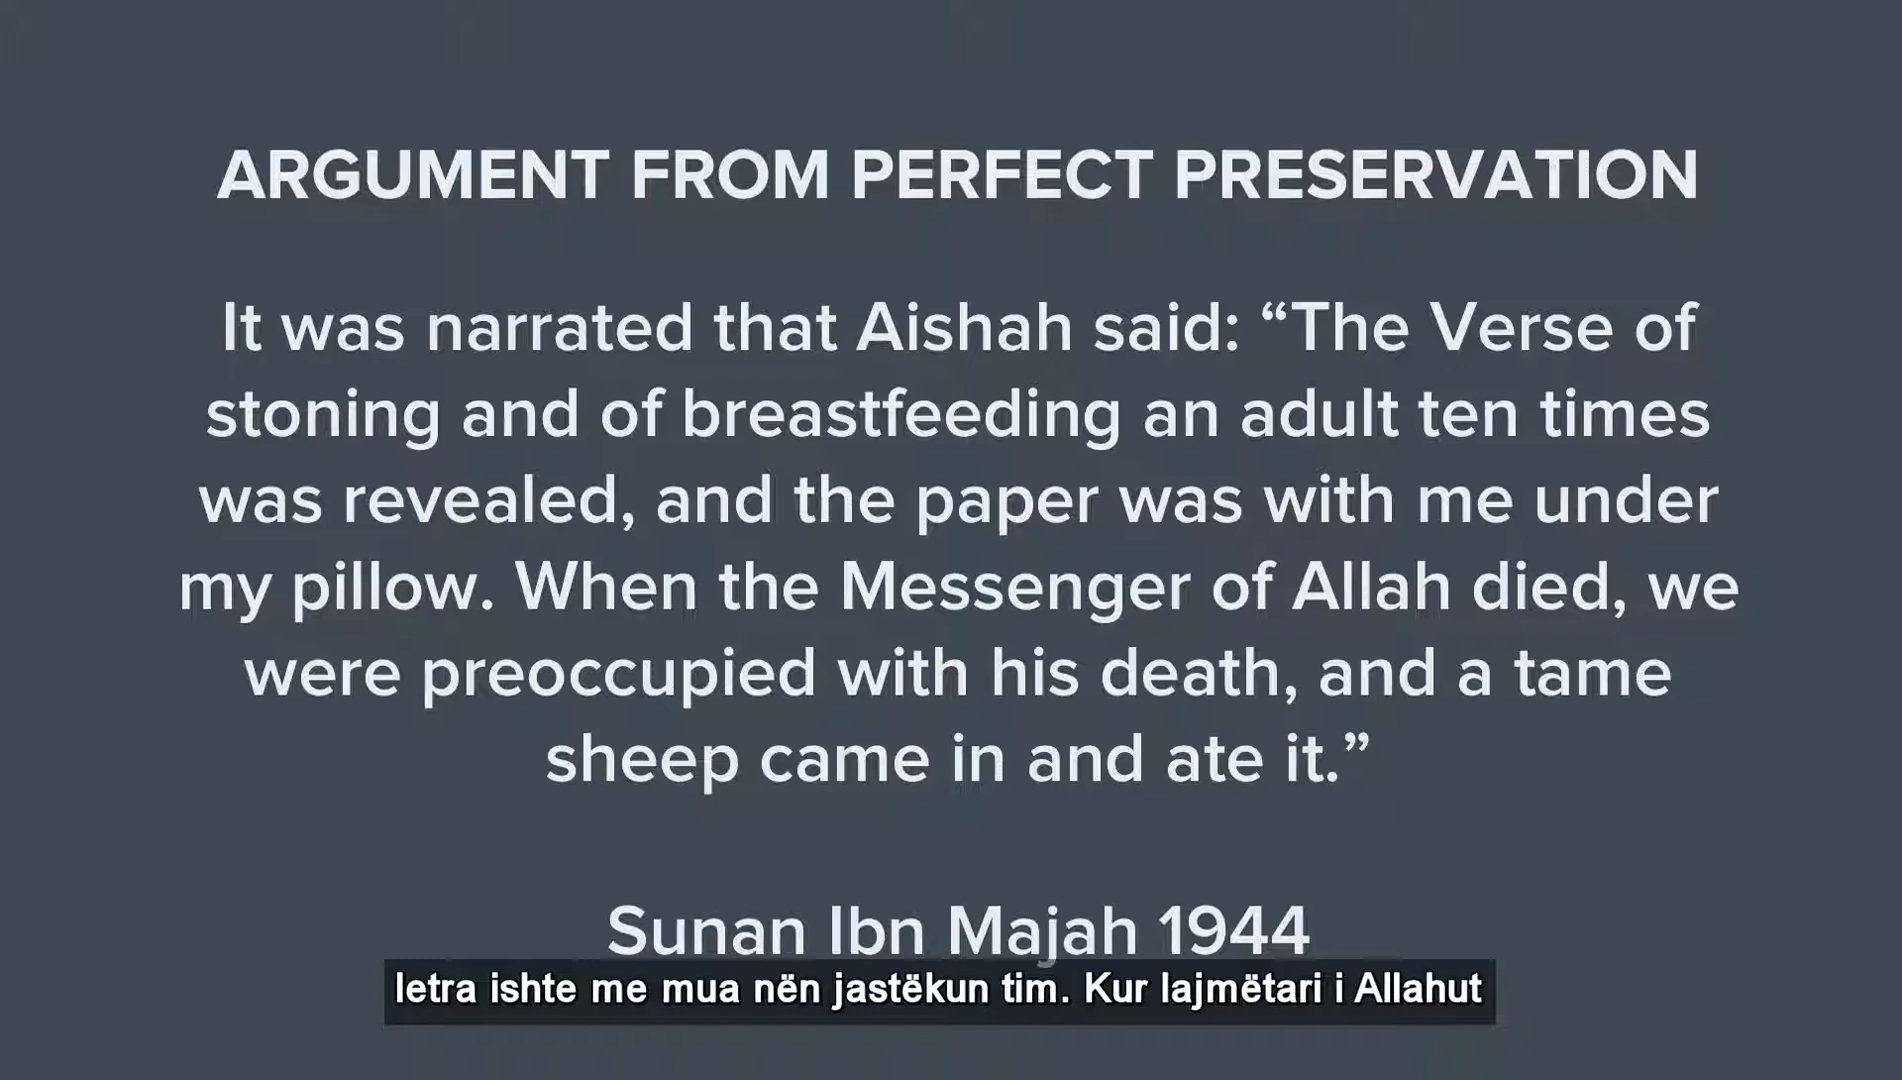 ARGUMENT FROM PERFECT PRESERVATION
It was narrated that Aishah said: “The Verse of
stoning and of breastfeeding an adult ten times
was revealed, and the paper was with me under
my pillow. When the Messenger of Allah died, we
were preoccupied with his death, and a tame
sheep came in and ate it.”
Sunan Ibn Majah 1944
letra ishte me mua nën jastëkun tim. Kur lajmëtari i Allahut